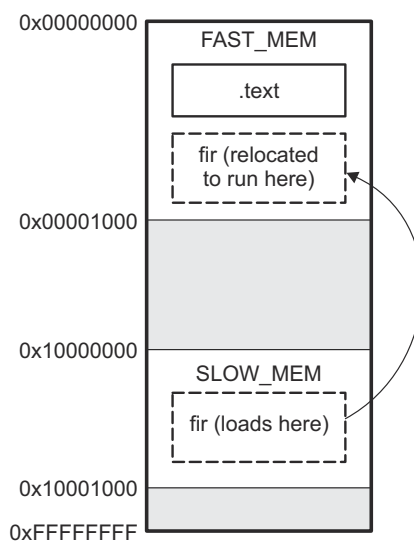 0x00000000
FAST_MEM
.text
fir (relocated
to run here)
0x00001000
0x10000000
SLOW_MEM
fir (loads here)
0x10001000
0xFFFFFFFF